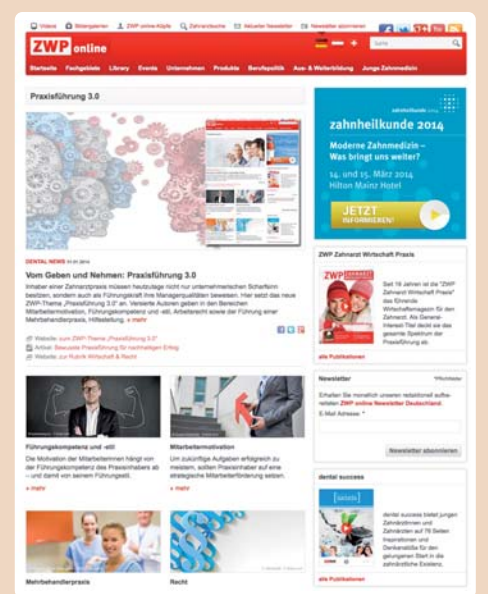 Videos Bildergalerien ZWP online-Köpfe Zahnarztsuche Aktueller Newsletter Newsletter abonnieren
ZWP online
Suche
Startseite Fachgebiete Library Events Unternehmen Produkte Berufspolitik Aus- & Weiterbildung Junge Zahnmedizin
Praxisführung 3.0
DENTAL NEWS
Vom Geben und Nehmen: Praxisführung 3.0
Inhaber einer Zahnarztpraxis müssen heutzutage nicht nur unternehmerischen Scharfsinn
besitzen, sondern auch als Führungskraft ihre Managerqualitäten beweisen. Hier setzt das neue
ZWP-Thema „Praxisführung 3.0" an. Versierte Autoren geben in den Bereichen
Mitarbeitermotivation, Führungskompetenz und -stil, Arbeitsrecht sowie der Führung einer
Mehrbehandlerpraxis, Hilfestellung. » mehr
Website: zum ZWP-Thema „Praxisführung 3.0"
Artikel: Bewusste Praxisführung für nachhaltigen Erfolg
Website: zur Rubrik Wirtschaft & Recht
Führungskompetenz und -stil
Die Motivation der Mitarbeiterinnen hängt von
der Führungskompetenz des Praxisinhabers ab
– und damit von seinem Führungsstil.
» mehr
Mitarbeitermotivation
Um zukünftige Aufgaben erfolgreich zu
meistern, sollten Praxisinhaber auf eine
strategische Mitarbeiterförderung setzen.
» mehr
Mehrbehandlerpraxis
Recht
zahnheilkunde 2014
zahnheilkunde 2014
Moderne Zahnmedizin –
Was bringt uns weiter?
14. und 15. März 2014
Hilton Mainz Hotel
JETZT
INFORMIEREN!
ZWP Zahnarzt Wirtschaft Praxis
ZWP
Seit 19 Jahren ist die "ZWP
Zahnarzt Wirtschaft Praxis"
das führende
Wirtschaftsmagazin für den
Zahnarzt. Als General-
Interest-Titel deckt sie das
gesamte Spektrum der
Praxisführung ab.
alle Publikationen
Newsletter
*Pflichtfelder
Erhalten Sie monatlich unseren redaktionell aufbe-
reiteten ZWP online Newsletter Deutschland.
E-Mail Adresse: *
Newsletter abonnieren
dental success
dental success bietet jungen
Zahnärztinnen und
Zahnärzten auf 76 Seiten
Inspirationen und
Denkanstöße für den
gelungenen Start in die
zahnärztliche Existenz.
alle Publikationen